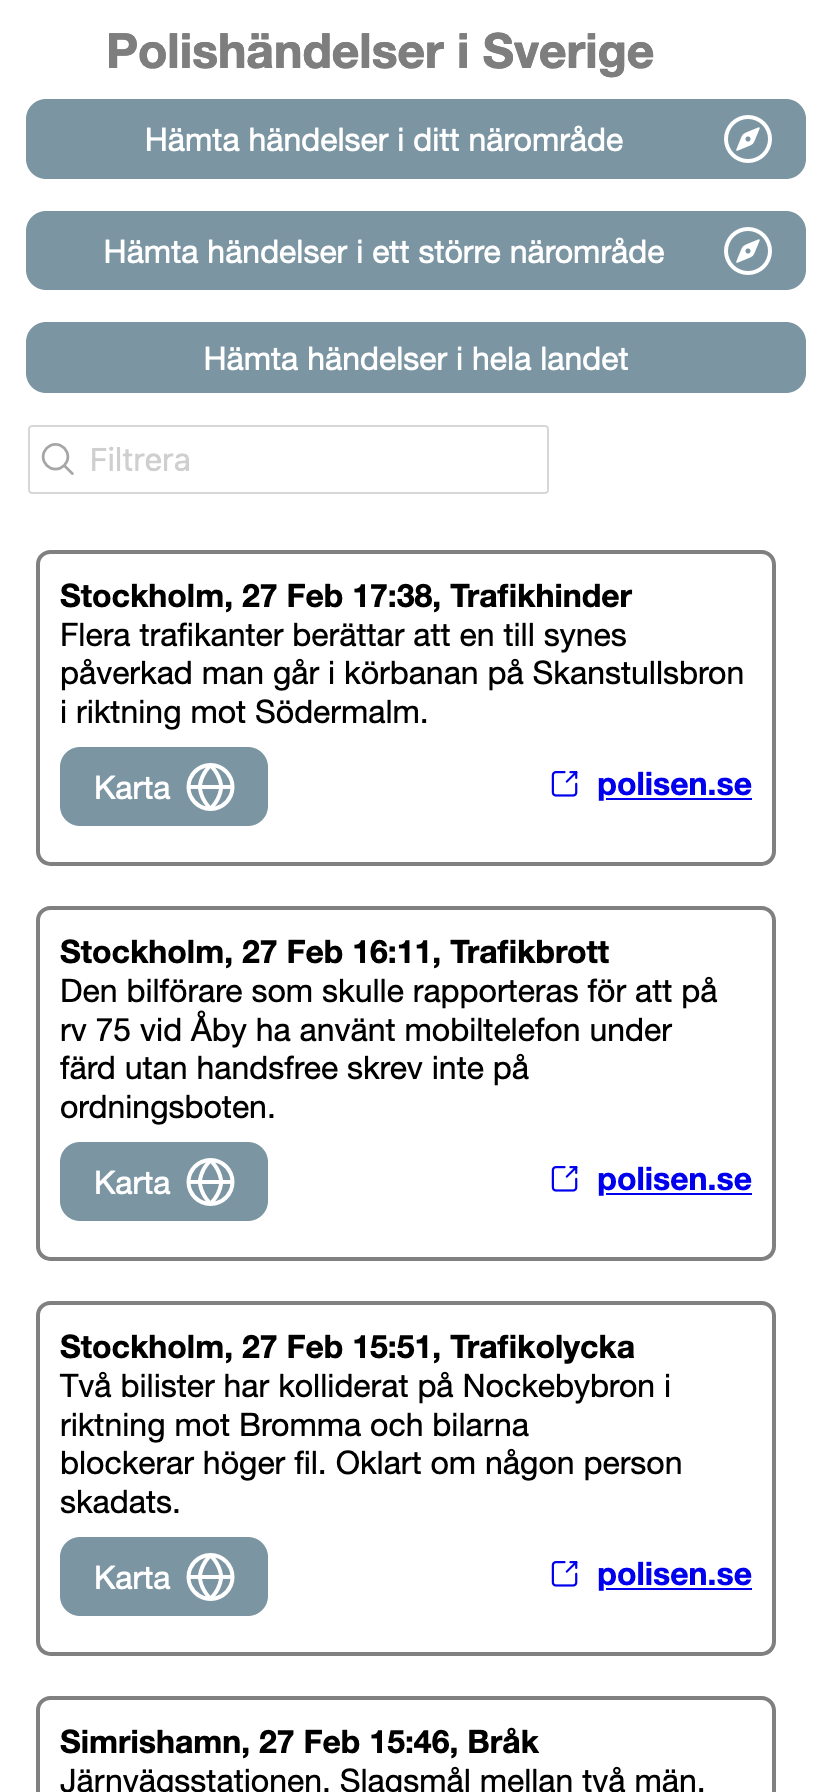 Polishändelser i Sverige
Hämta händelser i ditt närområde
Hämta händelser i ett större närområde
Hämta händelser i hela landet
Filtrera
Stockholm, 27 Feb 17:38, Trafikhinder
Flera trafikanter berättar att en till synes
påverkad man går i körbanan på Skanstullsbron
i riktning mot Södermalm.
Karta
polisen.se
Stockholm, 27 Feb 16:11, Trafikbrott
Den bilförare som skulle rapporteras för att på
rv 75 vid Åby ha använt mobiltelefon under
färd utan handsfree skrev inte på
ordningsboten.
Karta
polisen.se
Stockholm, 27 Feb 15:51, Trafikolycka
Två bilister har kolliderat på Nockebybron i
riktning mot Bromma och bilarna
blockerar höger fil. Oklart om någon person
skadats.
Karta
polisen.se
Simrishamn, 27 Feb 15:46, Bråk
Järnvägsstationen. Slagsmål mellan två män.